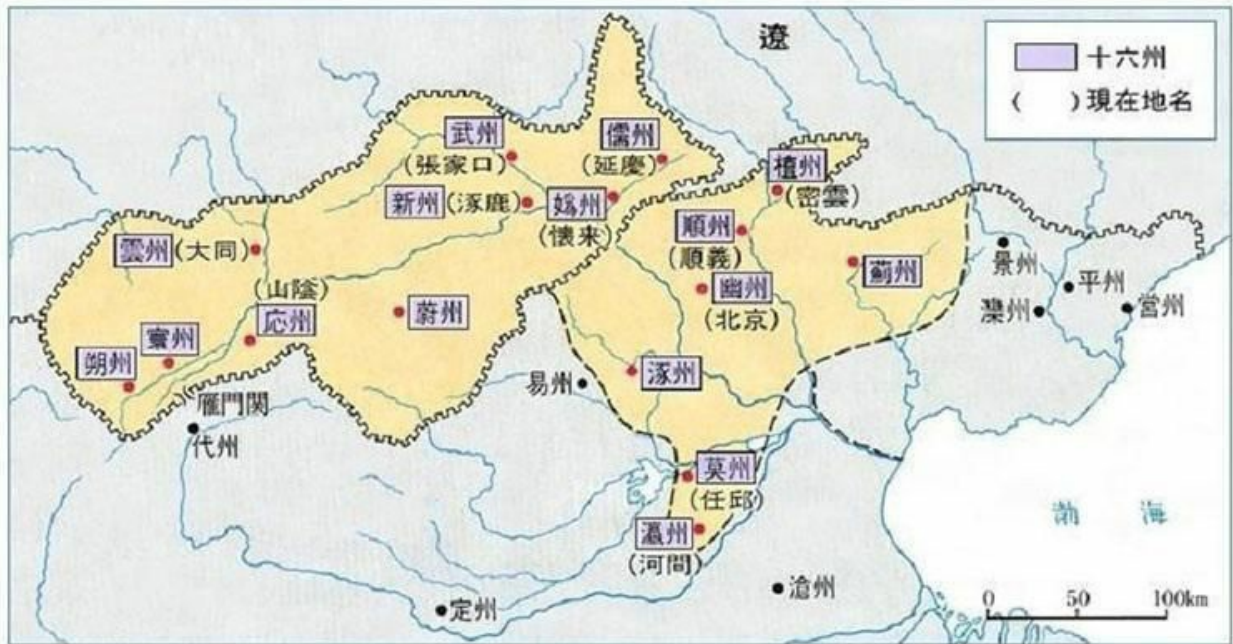 遼
十六州
(　)現在地名
武州
(張家口)
儒州
(延慶)
檀州
(密雲)
新州(涿鹿)
媯州
(懐来)
順州
(順義)
薊州
雲州(大同)
幽州
(北京)
景州
平州
灤州
営州
(山陰)
応州
蔚州
寰州
朔州
雁門関
代州
易州
涿州
莫州
(任邱)
瀛州
(河間)
渤海
定州
滄州
0 50 100km